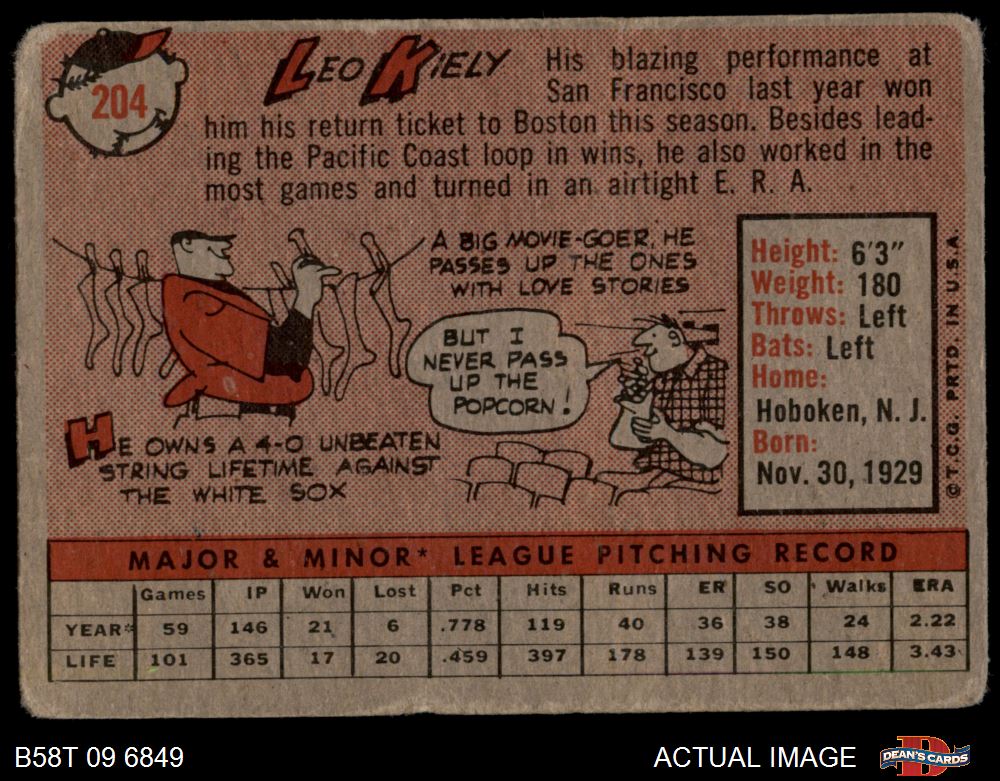 204
LEO KIELY
His blazing performance at
San Francisco last year won
him his return ticket to Boston this season. Besides lead-
ing the Pacific Coast loop in wins, he also worked in the
most games and turned in an airtight E. R. A.
A BIG MOVIE-GOER, HE
PASSES UP THE ONES
WITH LOVE STORIES
BUT I
NEVER PASS
UP THE
POPCORN!
HE OWNS A 4-0 UNBEATEN
STRING LIFETIME AGAINST
THE WHITE SOX
Height: 6'3"
Weight: 180
Throws: Left
Bats: Left
Home:
Hoboken, N. J.
Born:
Nov. 30, 1929
© T.C.G. PRTD. IN U.S.A.
MAJOR & MINOR* LEAGUE PITCHING RECORD
Games IP Won Lost Pct Hits Runs ER SO Walks ERA
YEAR* 59 146 21 6 .778 119 40 36 38 24 2.22
LIFE 101 365 17 20 .459 397 178 139 150 148 3.43
B58T 09 6849
ACTUAL IMAGE
DEAN'S CARDS